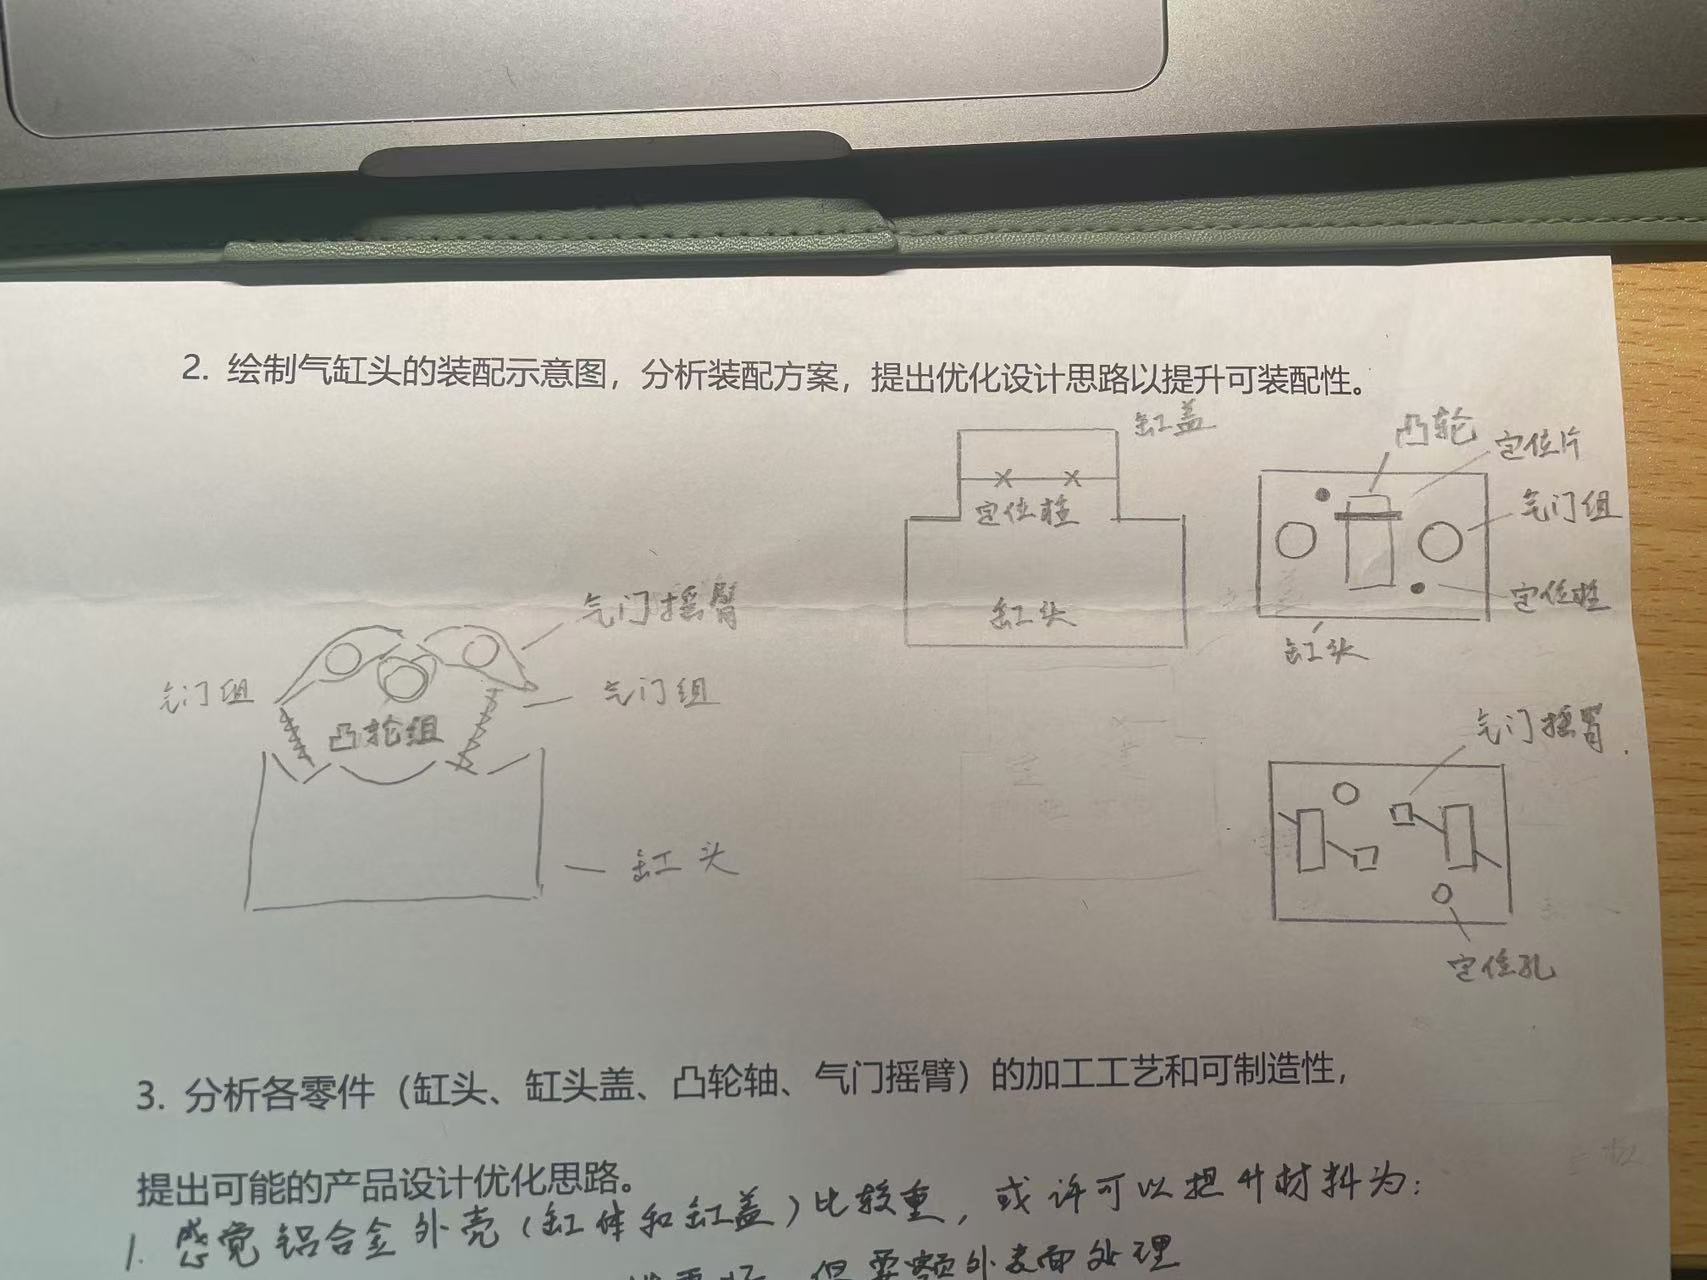 2. 绘制气缸头的装配示意图，分析装配方案，提出优化设计思路以提升可装配性。
缸盖
定位柱
缸头
凸轮
定位片
气门组
定位柱
缸头
气门摇臂
气门组
气门组
凸轮组
缸头
气门摇臂
定位孔
3. 分析各零件（缸头、缸头盖、凸轮轴、气门摇臂）的加工工艺和可制造性，
提出可能的产品设计优化思路。
1. 感觉铝合金外壳（缸体和缸盖）比较重，或许可以提升材料为：
但需要额外表面处理